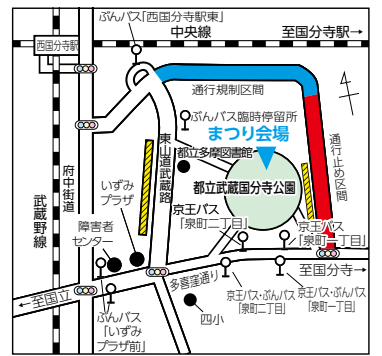 ぶんバス「西国分寺駅東」
中央線
至国分寺駅→
西国分寺駅
通行規制区間
ぶんバス臨時停留所
まつり会場
都立多摩図書館
都立武蔵国分寺公園
通行止め区間
東山道武蔵路
府中街道
武蔵野線
いずみ
プラザ
障害者
センター
京王バス
「泉町二丁目」
京王バス
「泉町一丁目」
多喜窪通り
至国分寺→
←至国立
ぶんバス
「いずみ
プラザ前」
四小
京王バス・ぶんバス
「泉町二丁目」
京王バス・ぶんバス
「泉町一丁目」